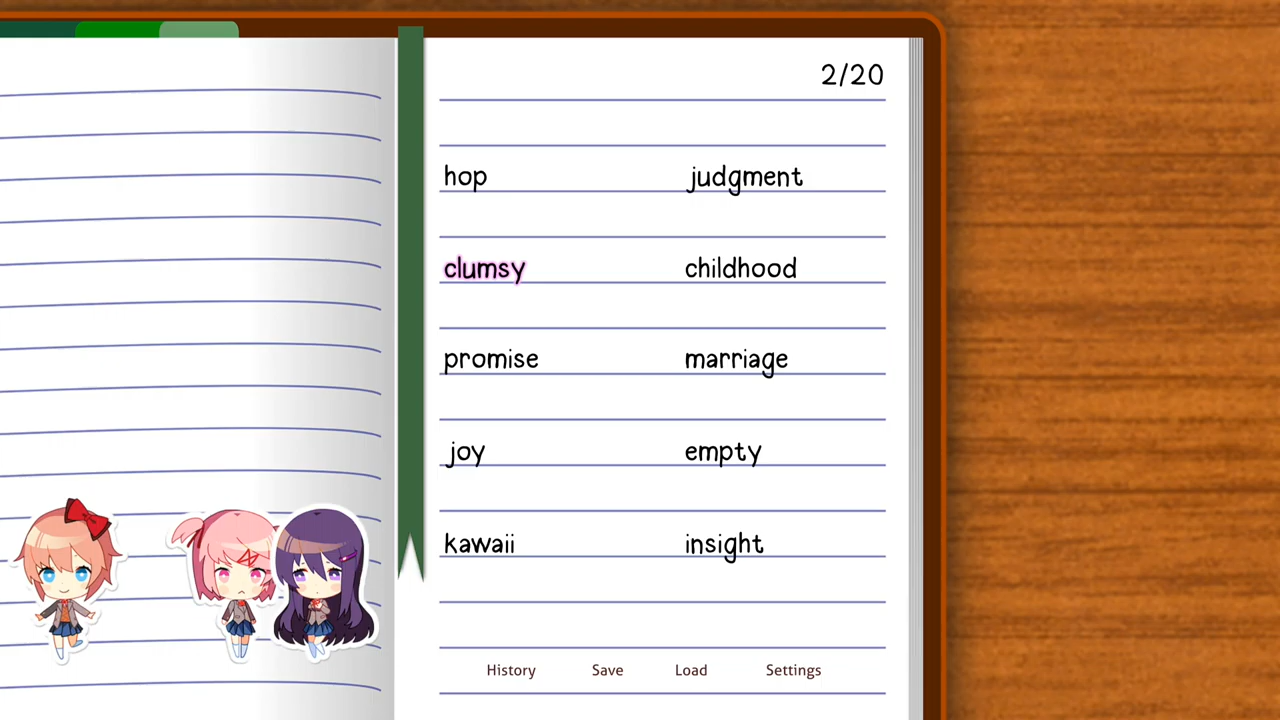 2/20
hop judgment
clumsy childhood
promise marriage
joy empty
kawaii insight
History Save Load Settings